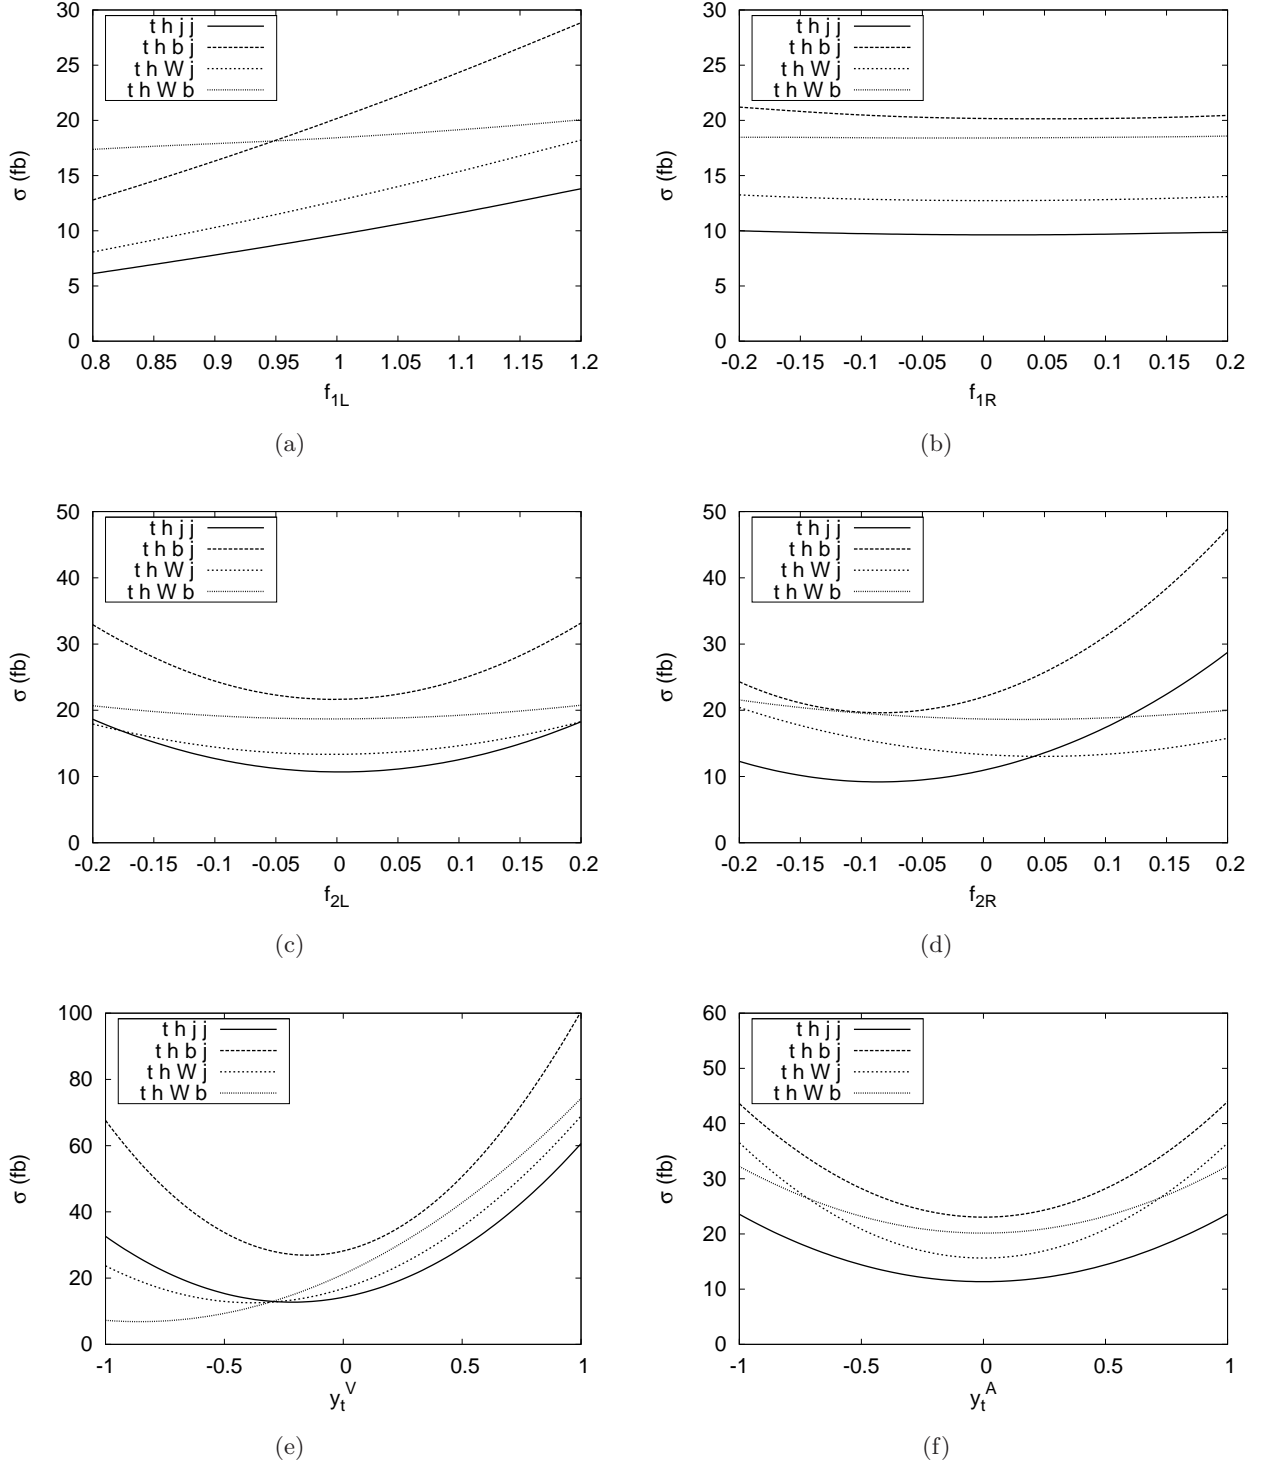 30
25
20
15
10
5
0
σ (fb)
t h j j
t h b j
t h W j
t h W b
0.8 0.85 0.9 0.95 1 1.05 1.1 1.15 1.2
f1L
(a)
30
25
20
15
10
5
0
σ (fb)
t h j j
t h b j
t h W j
t h W b
-0.2 -0.15 -0.1 -0.05 0 0.05 0.1 0.15 0.2
f1R
(b)
50
40
30
20
10
0
σ (fb)
t h j j
t h b j
t h W j
t h W b
-0.2 -0.15 -0.1 -0.05 0 0.05 0.1 0.15 0.2
f2L
(c)
50
40
30
20
10
0
σ (fb)
t h j j
t h b j
t h W j
t h W b
-0.2 -0.15 -0.1 -0.05 0 0.05 0.1 0.15 0.2
f2R
(d)
100
80
60
40
20
0
σ (fb)
t h j j
t h b j
t h W j
t h W b
-1 -0.5 0 0.5 1
ytV
(e)
60
50
40
30
20
10
0
σ (fb)
t h j j
t h b j
t h W j
t h W b
-1 -0.5 0 0.5 1
ytA
(f)